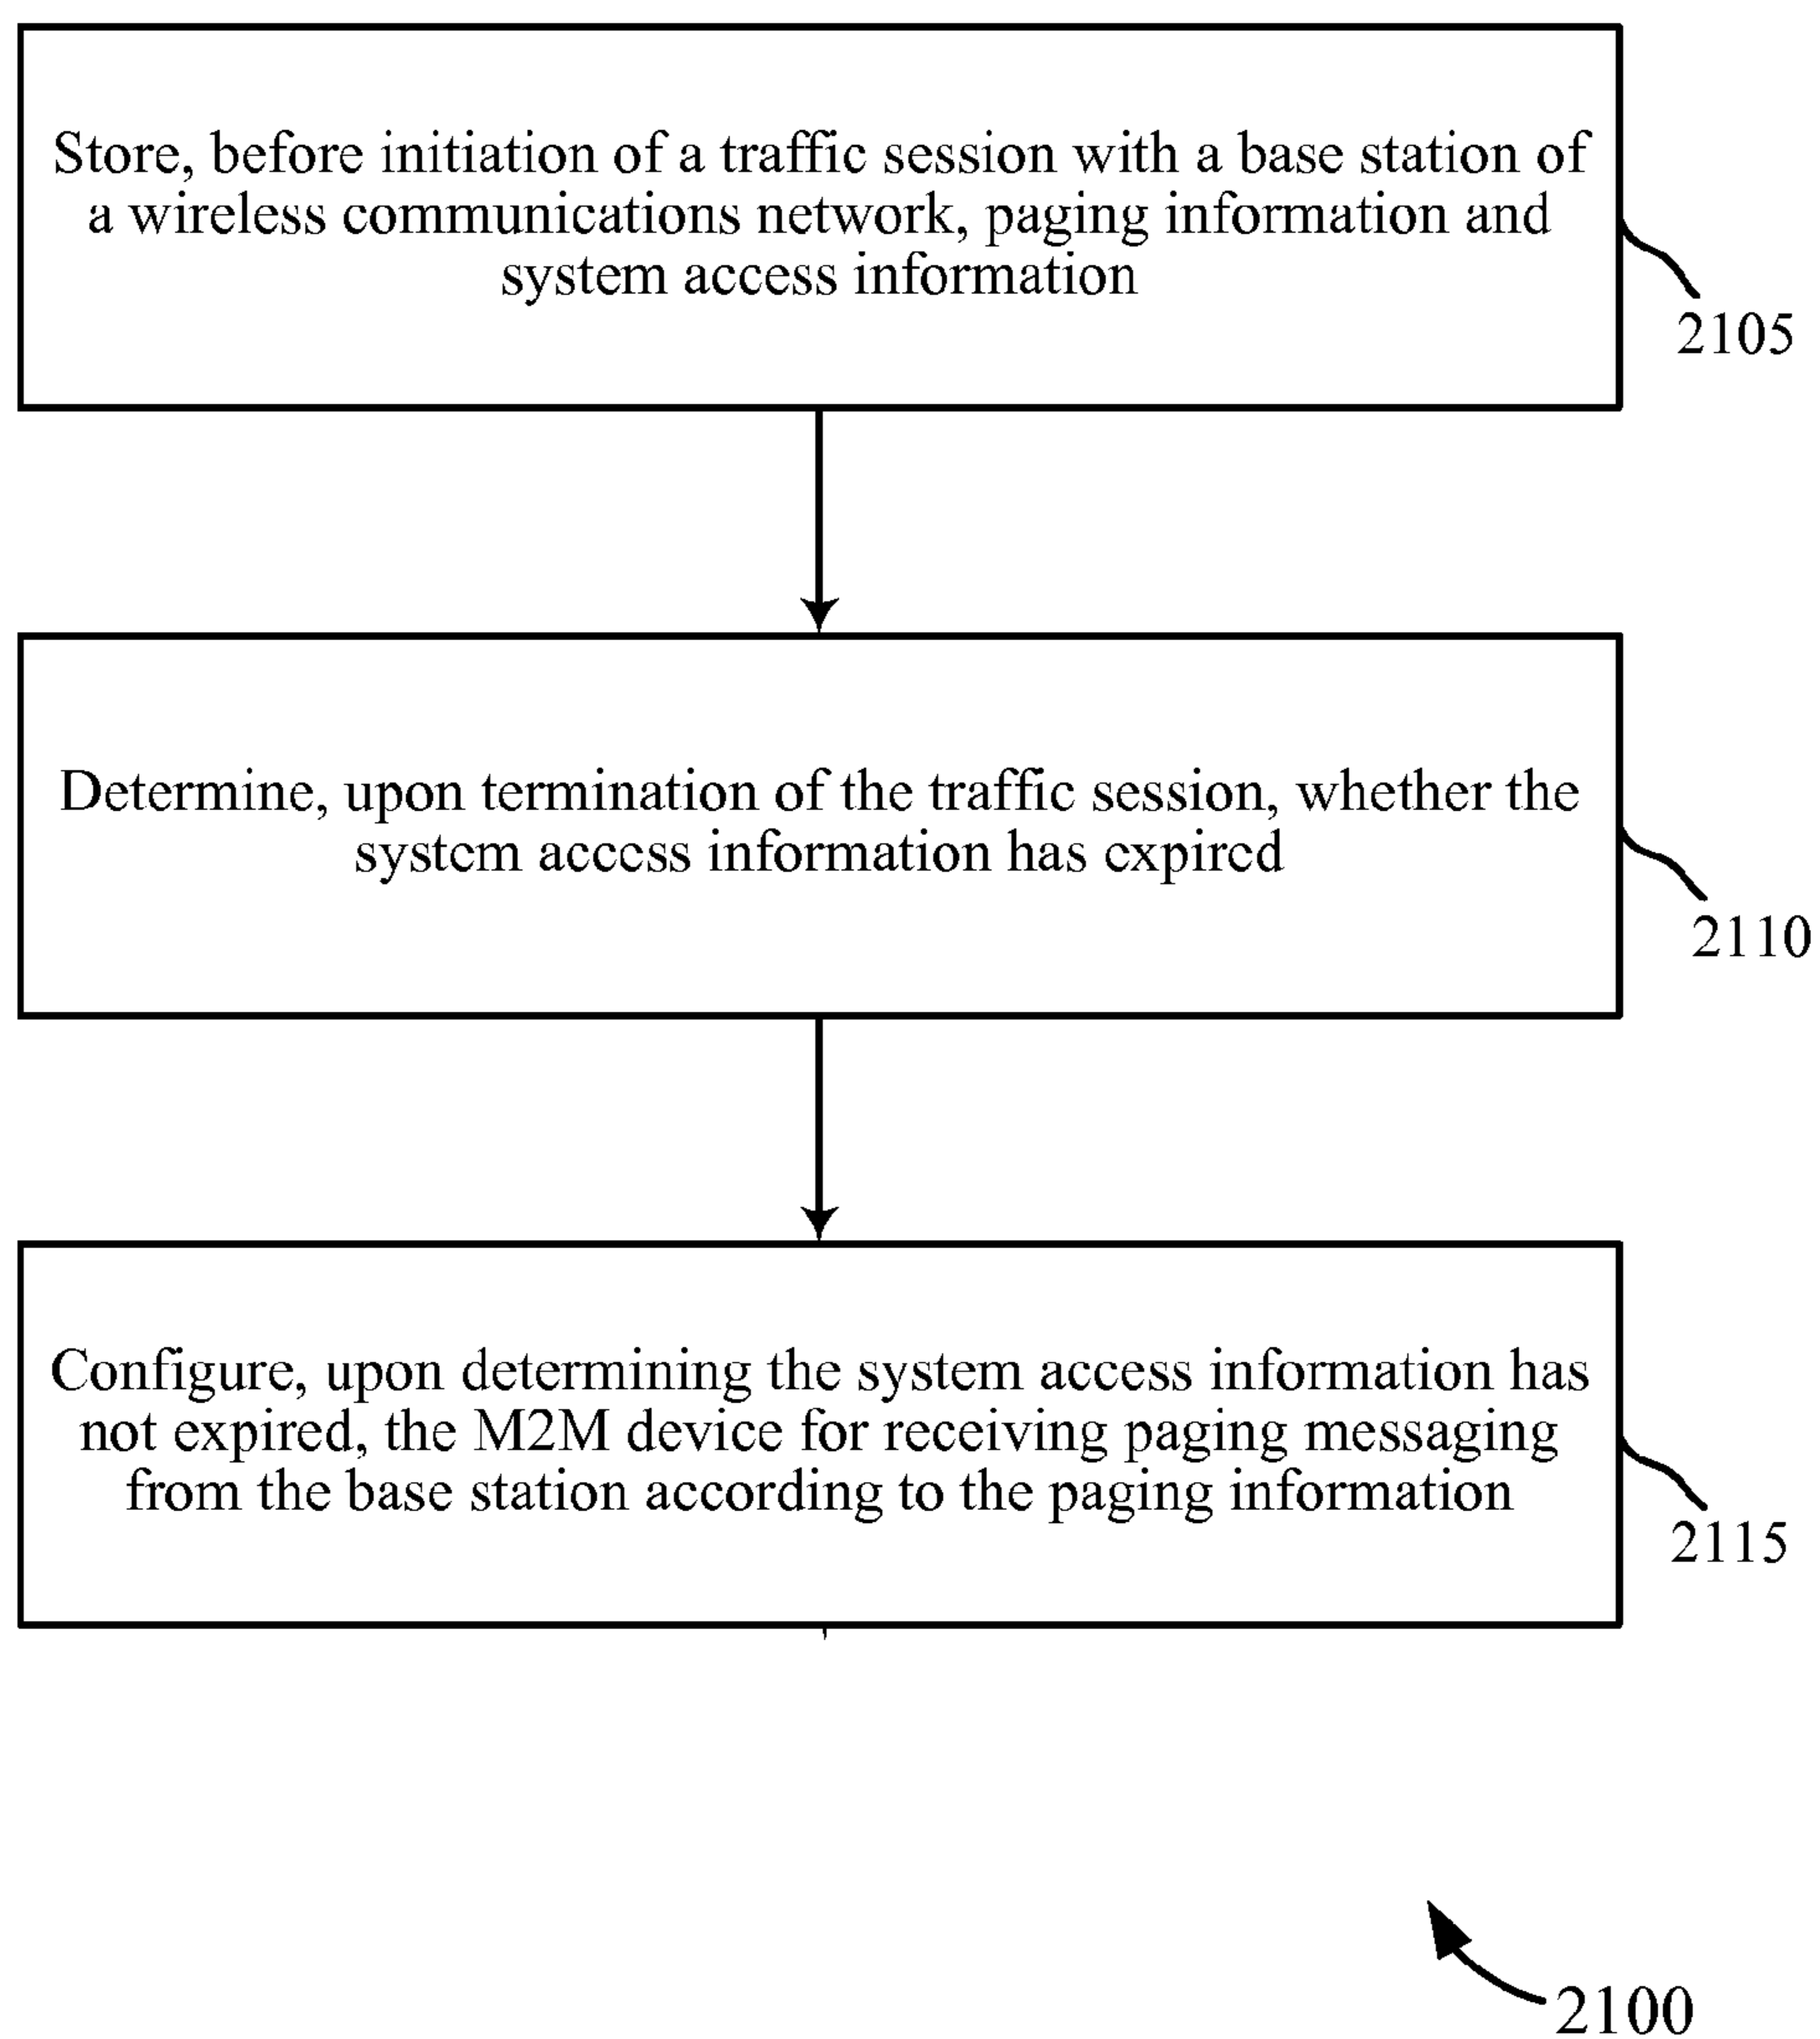 Store, before initiation of a traffic session with a base station of
a wireless communications network, paging information and
system access information
2105
Determine, upon termination of the traffic session, whether the
system access information has expired
2110
Configure, upon determining the system access information has
not expired, the M2M device for receiving paging messaging
from the base station according to the paging information
2115
2100